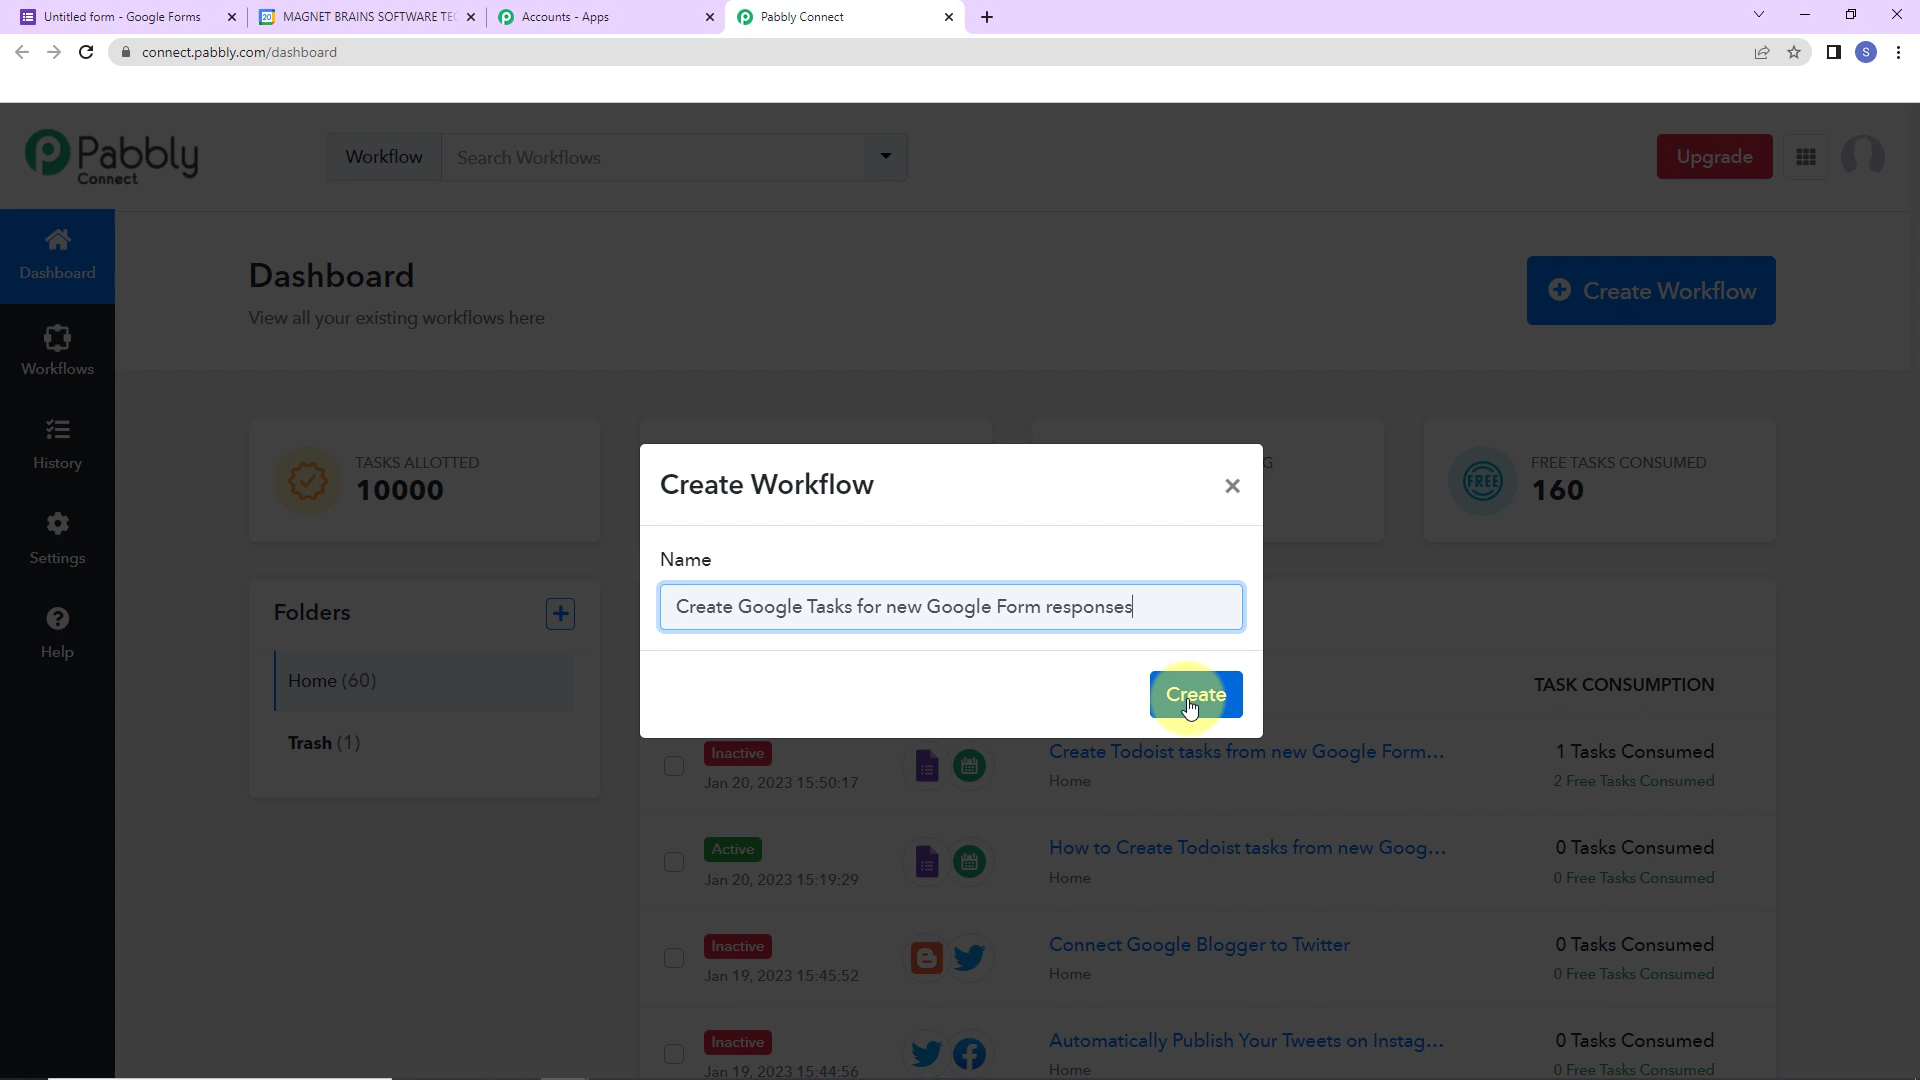 Untitled form - Google Forms
20 MAGNET BRAINS SOFTWARE TEC
Accounts - Apps
Pabbly Connect
connect.pabbly.com/dashboard
S
Pabbly
Connect
Workflow
Search Workflows
Upgrade
Dashboard
Workflows
History
Settings
Help
Dashboard
View all your existing workflows here
Create Workflow
TASKS ALLOTTED
10000
G
FREE
FREE TASKS CONSUMED
160
Folders
Home (60)
Trash (1)
Create Workflow
Name
Create Google Tasks for new Google Form responses
Create
TASK CONSUMPTION
Inactive
Jan 20, 2023 15:50:17
Create Todoist tasks from new Google Form...
Home
1 Tasks Consumed
2 Free Tasks Consumed
Active
Jan 20, 2023 15:19:29
How to Create Todoist tasks from new Goog...
Home
0 Tasks Consumed
0 Free Tasks Consumed
Inactive
Jan 19, 2023 15:45:52
Connect Google Blogger to Twitter
Home
0 Tasks Consumed
0 Free Tasks Consumed
Inactive
Jan 19, 2023 15:44:56
Automatically Publish Your Tweets on Instag...
Home
0 Tasks Consumed
0 Free Tasks Consumed